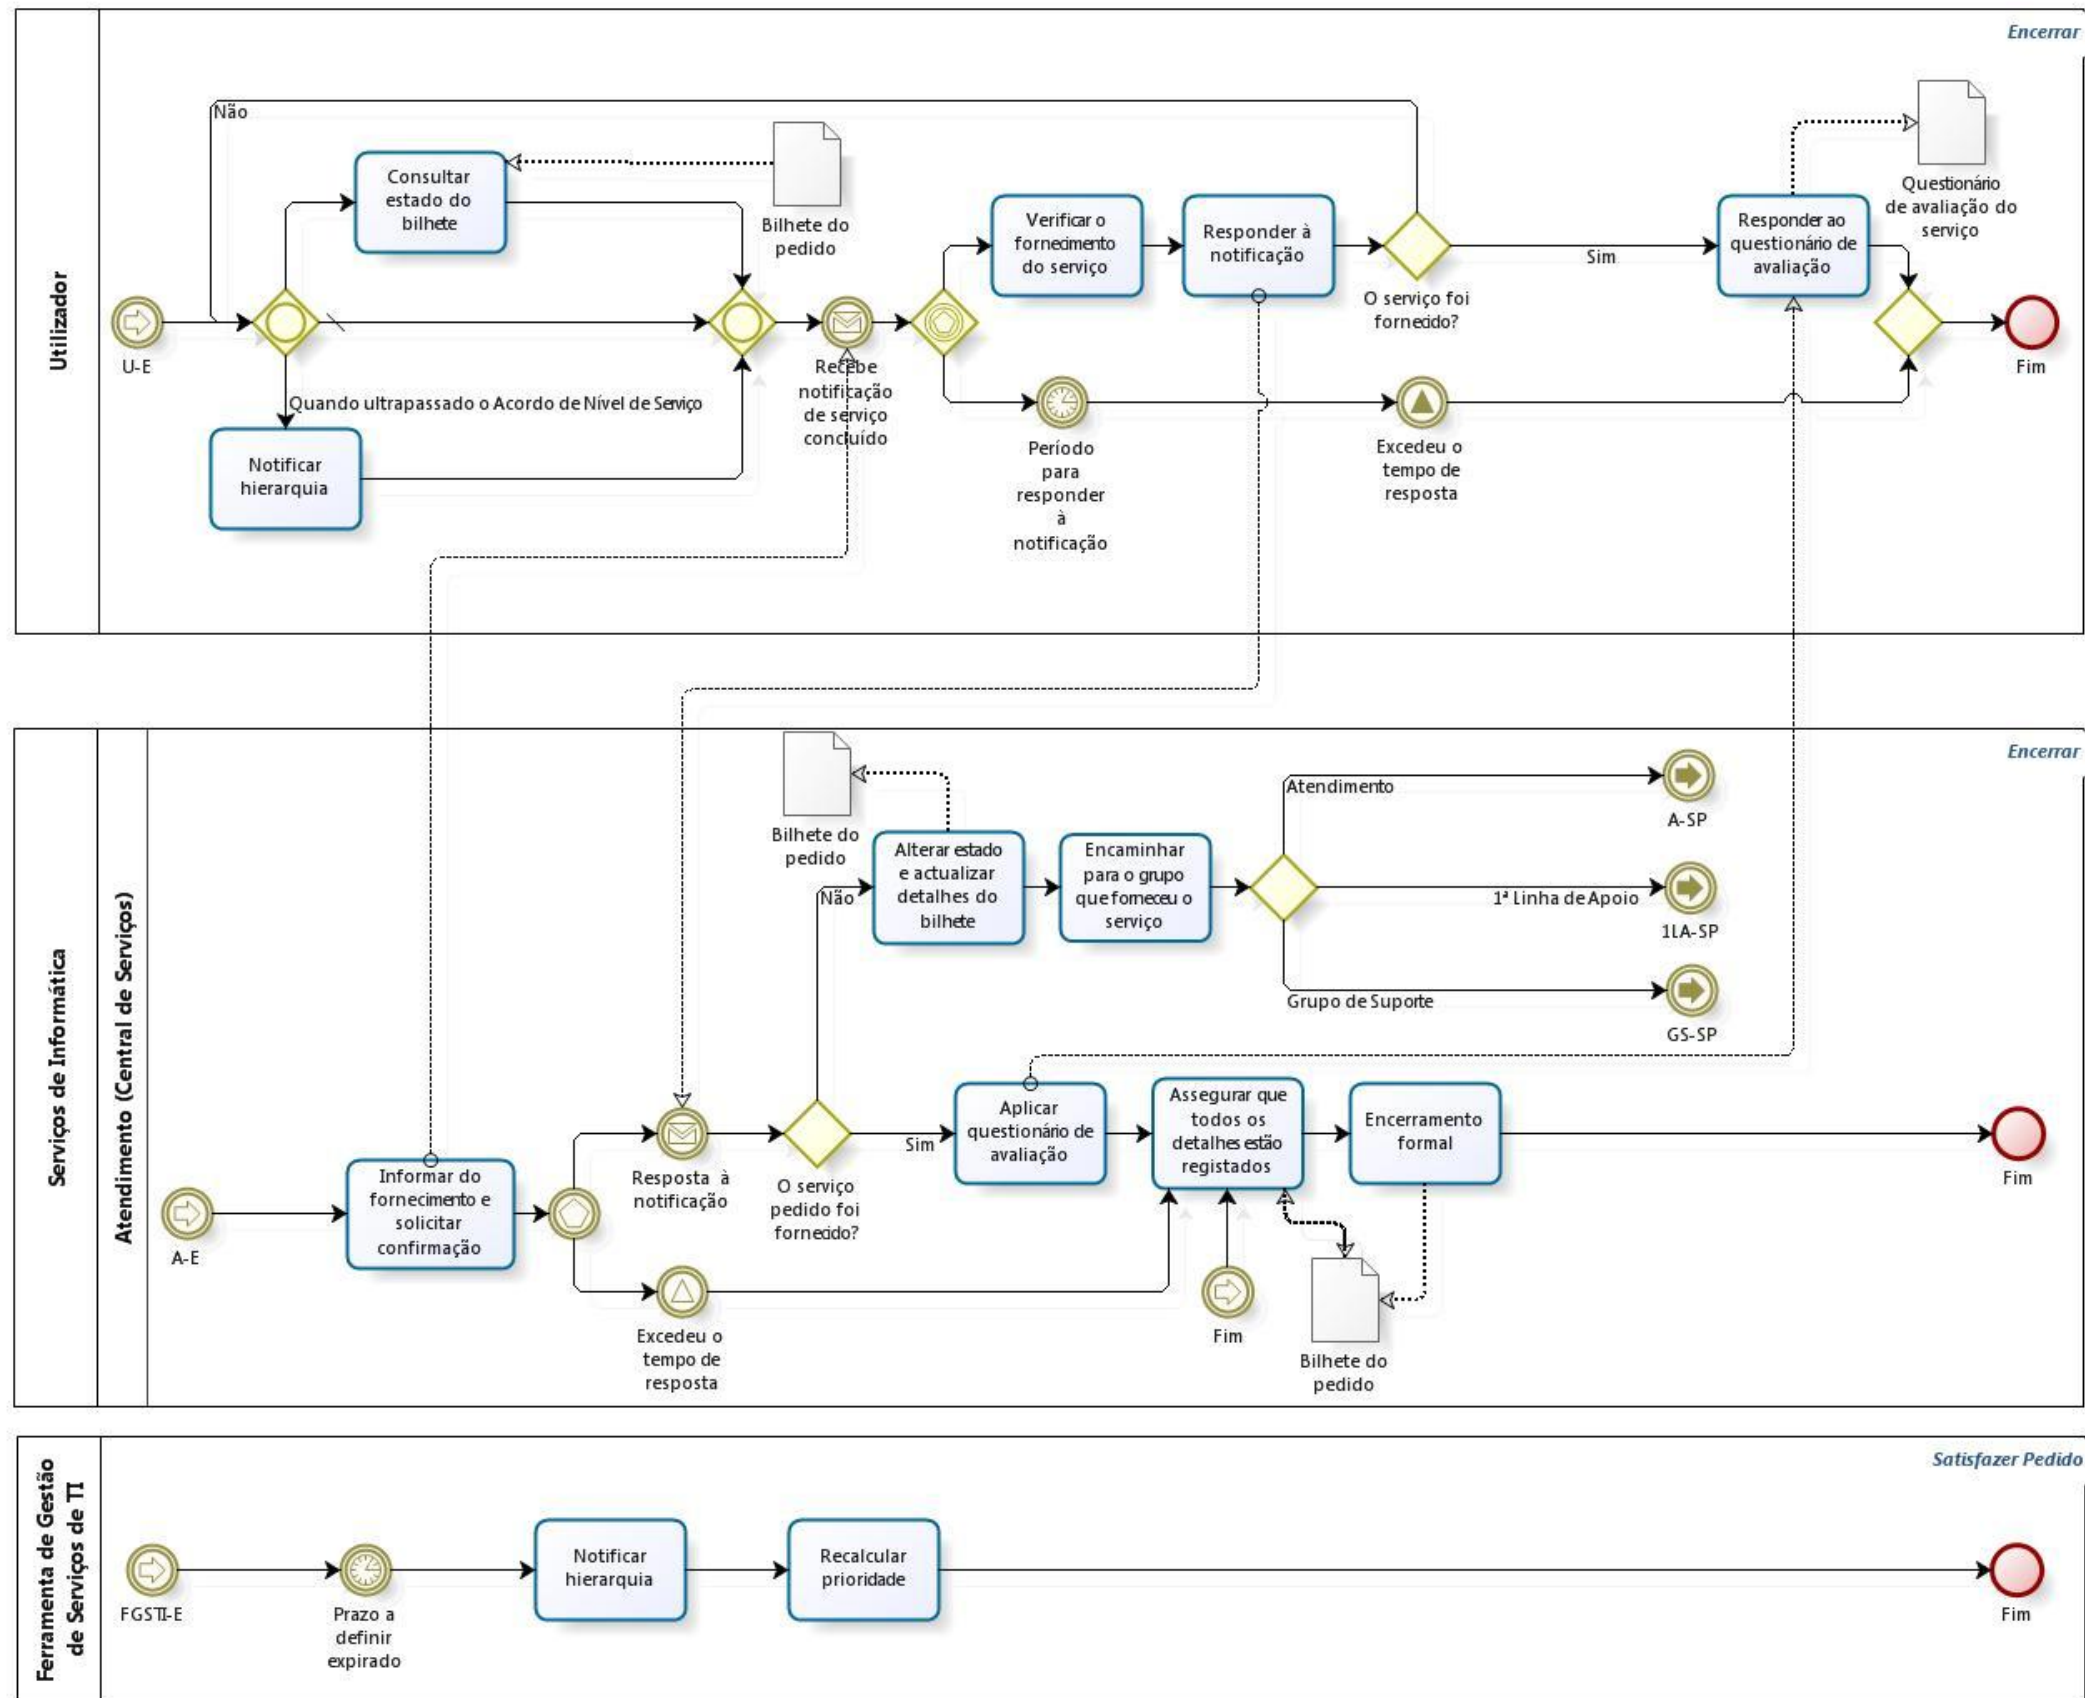 Encerrar
Utilizador
Não
Consultar
estado do
bilhete
Bilhete do
pedido
U-E
Quando ultrapassado o Acordo de Nível de Serviço
Notificar
hierarquia
Recebe
notificação
de serviço
concluído
Verificar o
fornecimento
do serviço
Responder à
notificação
O serviço foi
fornecido?
Sim
Período
para
responder
à
notificação
Excedeu o
tempo de
resposta
Responder ao
questionário de
avaliação
Questionário
de avaliação do
serviço
Fim
Encerrar
Serviços de Informática
Atendimento (Central de Serviços)
A-E
Informar do
fornecimento e
solicitar
confirmação
Resposta à
notificação
Excedeu o
tempo de
resposta
O serviço
pedido foi
fornecido?
Não
Bilhete do
pedido
Alterar estado
e actualizar
detalhes do
bilhete
Encaminhar
para o grupo
que forneceu o
serviço
Atendimento
A-SP
1ª Linha de Apoio
1LA-SP
Grupo de Suporte
GS-SP
Sim
Aplicar
questionário de
avaliação
Assegurar que
todos os
detalhes estão
registados
Encerramento
formal
Fim
Bilhete do
pedido
Fim
Satisfazer Pedido
Ferramenta de Gestão
de Serviços de TI
FGSTI-E
Prazo a
definir
expirado
Notificar
hierarquia
Recalcular
prioridade
Fim